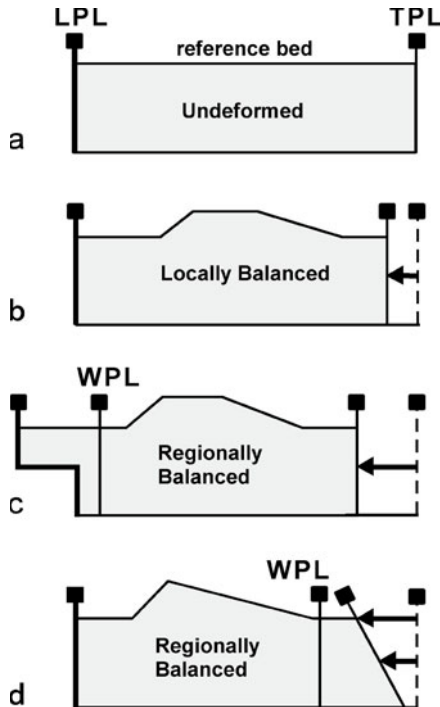 LPL TPL
reference bed
Undeformed
a
Locally Balanced
b
WPL
Regionally
Balanced
c
WPL
Regionally
Balanced
d